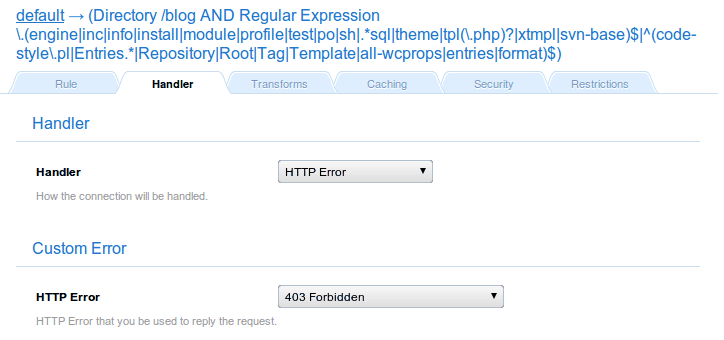 default → (Directory /blog AND Regular Expression
\.(engine|inc|info|install|module|profile|test|po|sh|.*sql|theme|tpl(\.php)?|xtmpl|svn-base)$|^(code-
style\.pl|Entries.*|Repository|Root|Tag|Template|all-wcprops|entries|format)$)
Rule Handler Transforms Caching Security Restrictions
Handler
Handler HTTP Error
How the connection will be handled.
Custom Error
HTTP Error 403 Forbidden
HTTP Error that you be used to reply the request.